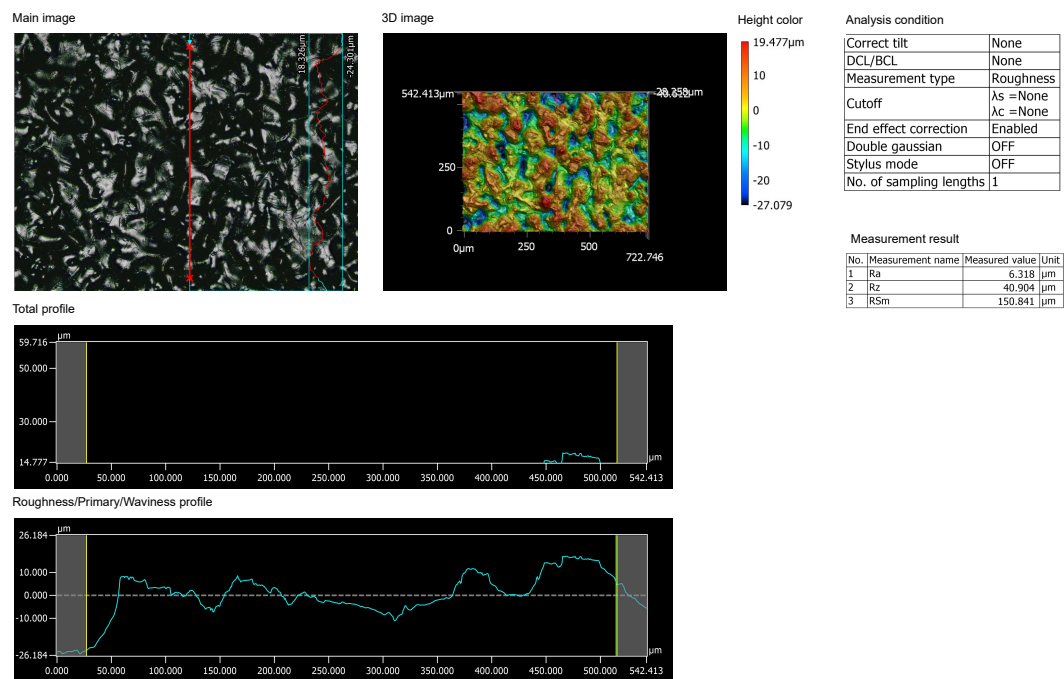 Main image
3D image
Height color
Analysis condition
18.326µm
-24.301µm
542.413µm
250
0
0µm
250
500
722.746
19.477µm
10
0
-10
-20
-27.079
Correct tilt None
DCL/BCL None
Measurement type Roughness
Cutoff λs =None
λc =None
End effect correction Enabled
Double gaussian OFF
Stylus mode OFF
No. of sampling lengths 1
Measurement result
No. Measurement name Measured value Unit
1 Ra 6.318 µm
2 Rz 40.904 µm
3 RSm 150.841 µm
Total profile
µm
59.716
50.000
30.000
14.777
µm
0.000 50.000 100.000 150.000 200.000 250.000 300.000 350.000 400.000 450.000 500.000 542.413
Roughness/Primary/Waviness profile
µm
26.184
10.000
0.000
-10.000
-26.184
µm
0.000 50.000 100.000 150.000 200.000 250.000 300.000 350.000 400.000 450.000 500.000 542.413